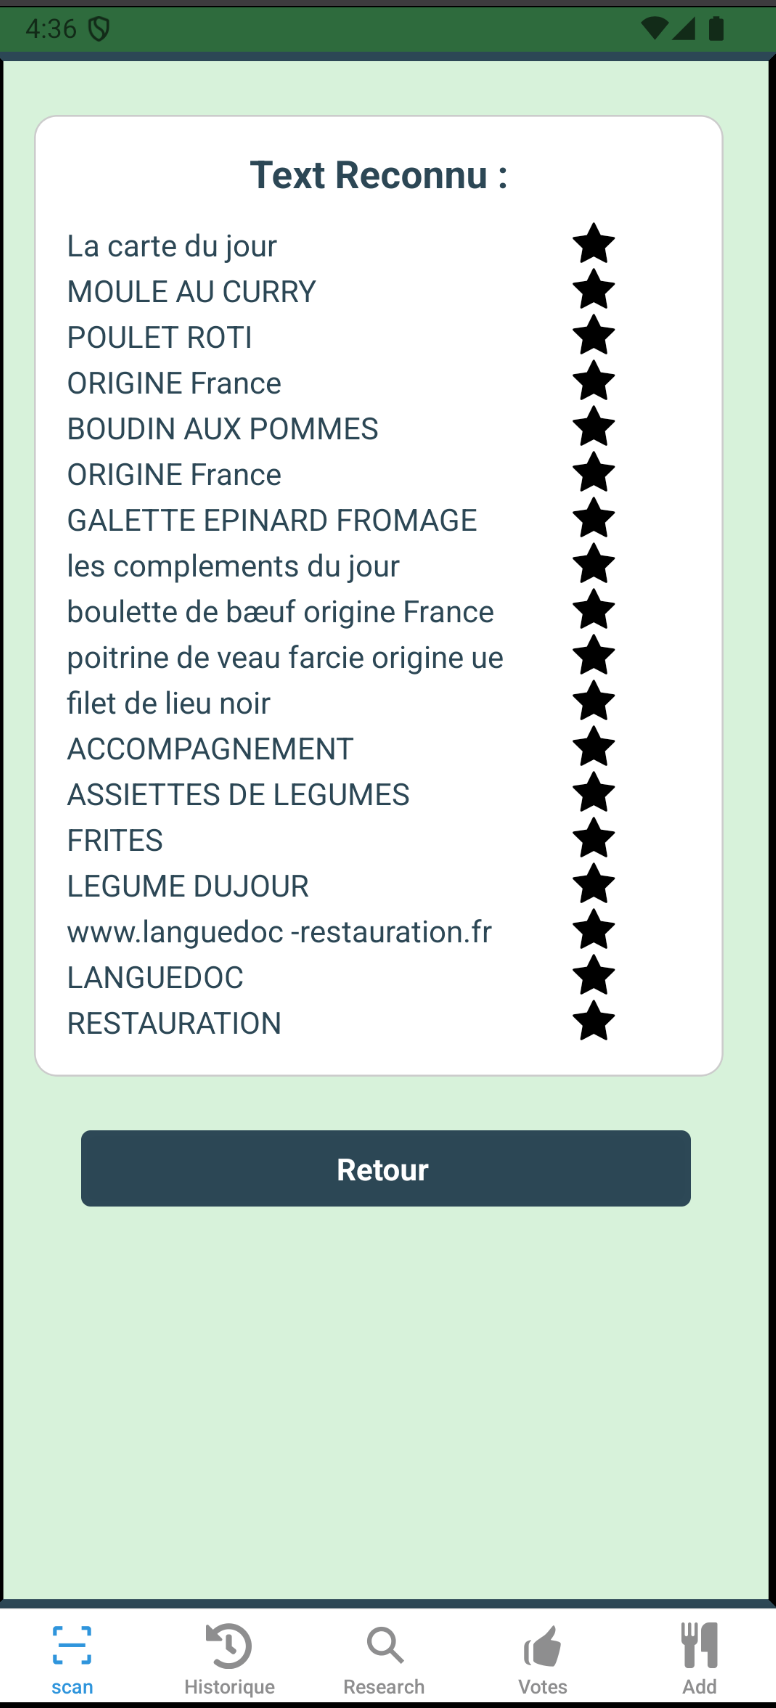 4:36
Text Reconnu :
La carte du jour
MOULE AU CURRY
POULET ROTI
ORIGINE France
BOUDIN AUX POMMES
ORIGINE France
GALETTE EPINARD FROMAGE
les complements du jour
boulette de bæuf origine France
poitrine de veau farcie origine ue
filet de lieu noir
ACCOMPAGNEMENT
ASSIETTES DE LEGUMES
FRITES
LEGUME DUJOUR
www.languedoc -restauration.fr
LANGUEDOC
RESTAURATION
Retour
scan Historique Research Votes Add